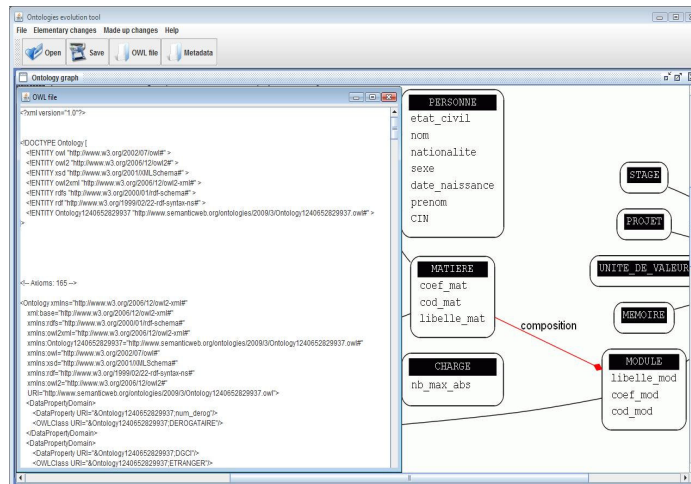 Ontologies evolution tool
File Elementary changes Made up changes Help
Open Save OWL file Metadata
Ontology graph
OWL file
<?xml version="1.0"?>
<!DOCTYPE Ontology [
<!ENTITY owl "http://www.w3.org/2002/07/owl#" >
<!ENTITY owl2 "http://www.w3.org/2006/12/owl2#" >
<!ENTITY xsd "http://www.w3.org/2001/XMLSchema#" >
<!ENTITY owl2xml "http://www.w3.org/2006/12/owl2-xml#" >
<!ENTITY rdfs "http://www.w3.org/2000/01/rdf-schema#" >
<!ENTITY rdf "http://www.w3.org/1999/02/22-rdf-syntax-ns#" >
<!ENTITY Ontology1240652829937 "http://www.semanticweb.org/ontologies/2009/3/Ontology1240652829937.owl#" >
]>
<!-- Axioms: 165 -->
<Ontology xmlns="http://www.w3.org/2006/12/owl2-xml#"
xml:base="http://www.w3.org/2006/12/owl2-xml#"
xmlns:rdfs="http://www.w3.org/2000/01/rdf-schema#"
xmlns:owl2xml="http://www.w3.org/2006/12/owl2-xml#"
xmlns:Ontology1240652829937="http://www.semanticweb.org/ontologies/2009/3/Ontology1240652829937.owl#"
xmlns:owl="http://www.w3.org/2002/07/owl#"
xmlns:xsd="http://www.w3.org/2001/XMLSchema#"
xmlns:rdf="http://www.w3.org/1999/02/22-rdf-syntax-ns#"
xmlns:owl2="http://www.w3.org/2006/12/owl2#"
URI="http://www.semanticweb.org/ontologies/2009/3/Ontology1240652829937.owl">
<DataPropertyDomain>
<DataProperty URI="&Ontology1240652829937;num_derog"/>
<OWLClass URI="&Ontology1240652829937;DEROGATAIRE"/>
</DataPropertyDomain>
<DataPropertyDomain>
<DataProperty URI="&Ontology1240652829937;DGCI"/>
<OWLClass URI="&Ontology1240652829937;ETRANGER"/>
PERSONNE
etat_civil
nom
nationalite
sexe
date_naissance
prenom
CIN
MATIERE
coef_mat
cod_mat
libelle_mat
CHARGE
nb_max_abs
composition
STAGE
PROJET
UNITE_DE_VALEUR
MEMOIRE
MODULE
libelle_mod
coef_mod
cod_mod